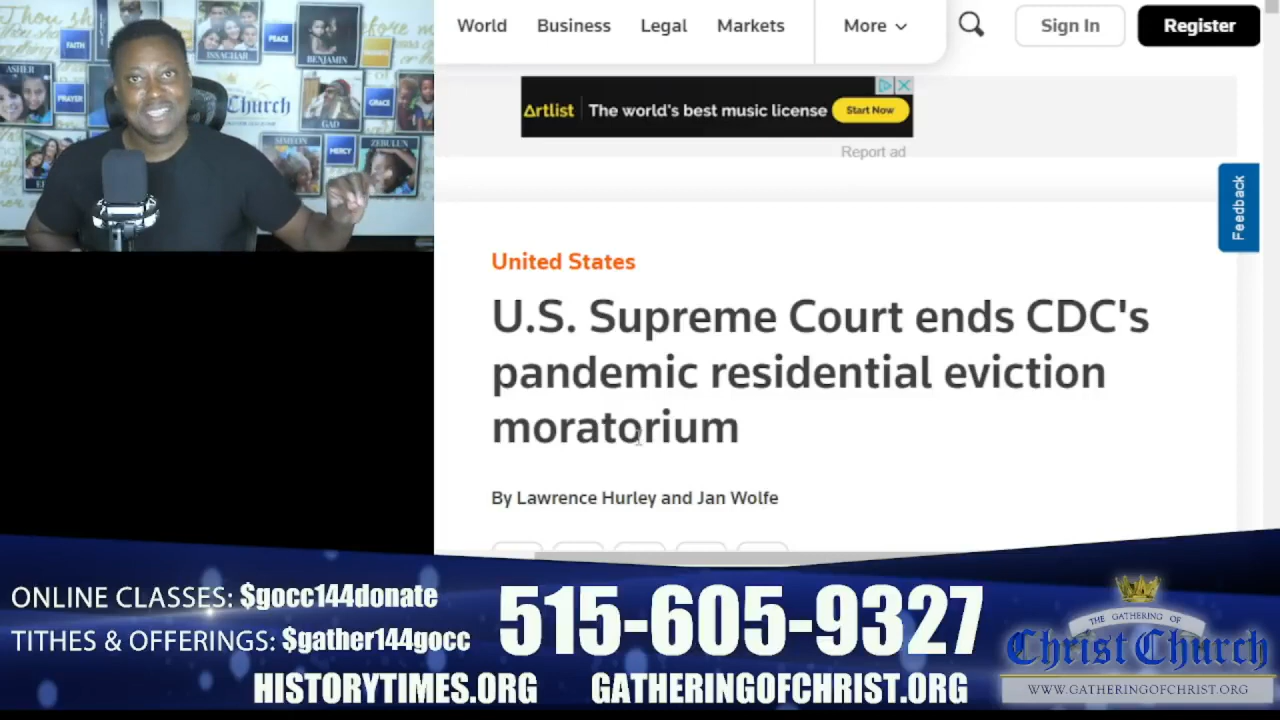 FAITH
ISSACHAR
PEACE
BENJAMIN
ASHER
PRAYER
Church
GAD
GRACE
SIMEON
MERCY
ZEBULUN
World
Business
Legal
Markets
More
Sign In
Register
Artlist
The world's best music license
Start Now
Report ad
Feedback
United States
U.S. Supreme Court ends CDC's
pandemic residential eviction
moratorium
By Lawrence Hurley and Jan Wolfe
ONLINE CLASSES: $gocc144donate
TITHES & OFFERINGS: $gather144gocc
515-605-9327
HISTORYTIMES.ORG
GATHERINGOFCHRIST.ORG
THE GATHERING OF
Christ Church
WWW.GATHERINGOFCHRIST.ORG